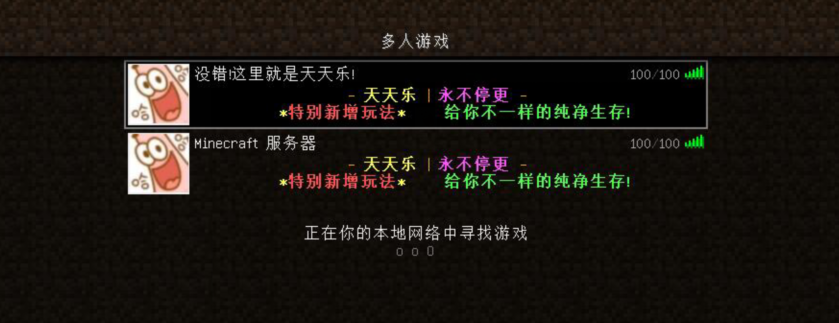 多人游戏
没错!这里就是天天乐! 100/100
- 天天乐 | 永不停更 -
*特别新增玩法* 给你不一样的纯净生存!
哈
Minecraft 服务器 100/100
- 天天乐 | 永不停更 -
*特别新增玩法* 给你不一样的纯净生存!
哈
正在你的本地网络中寻找游戏
o o O